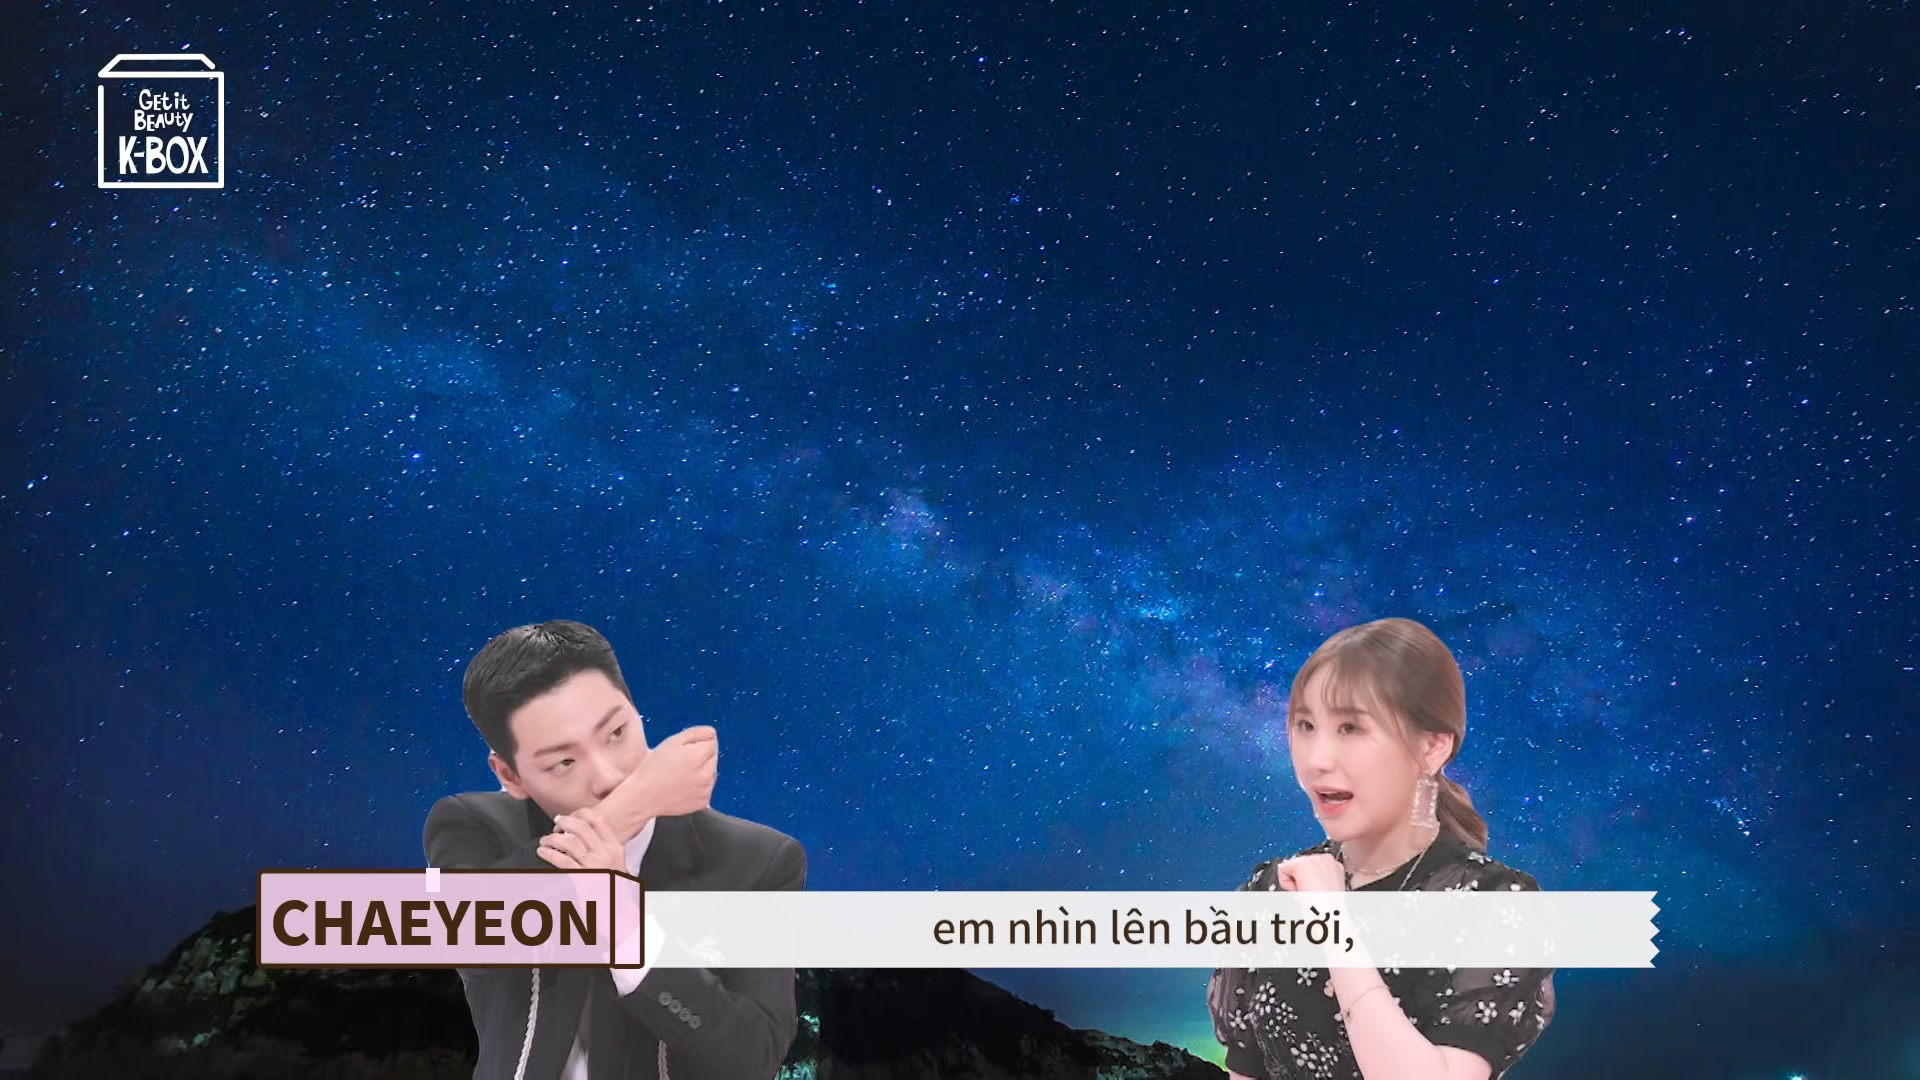 GEt it
BEAUty
K-BOX
CHAEYEON
em nhìn lên bầu trời,